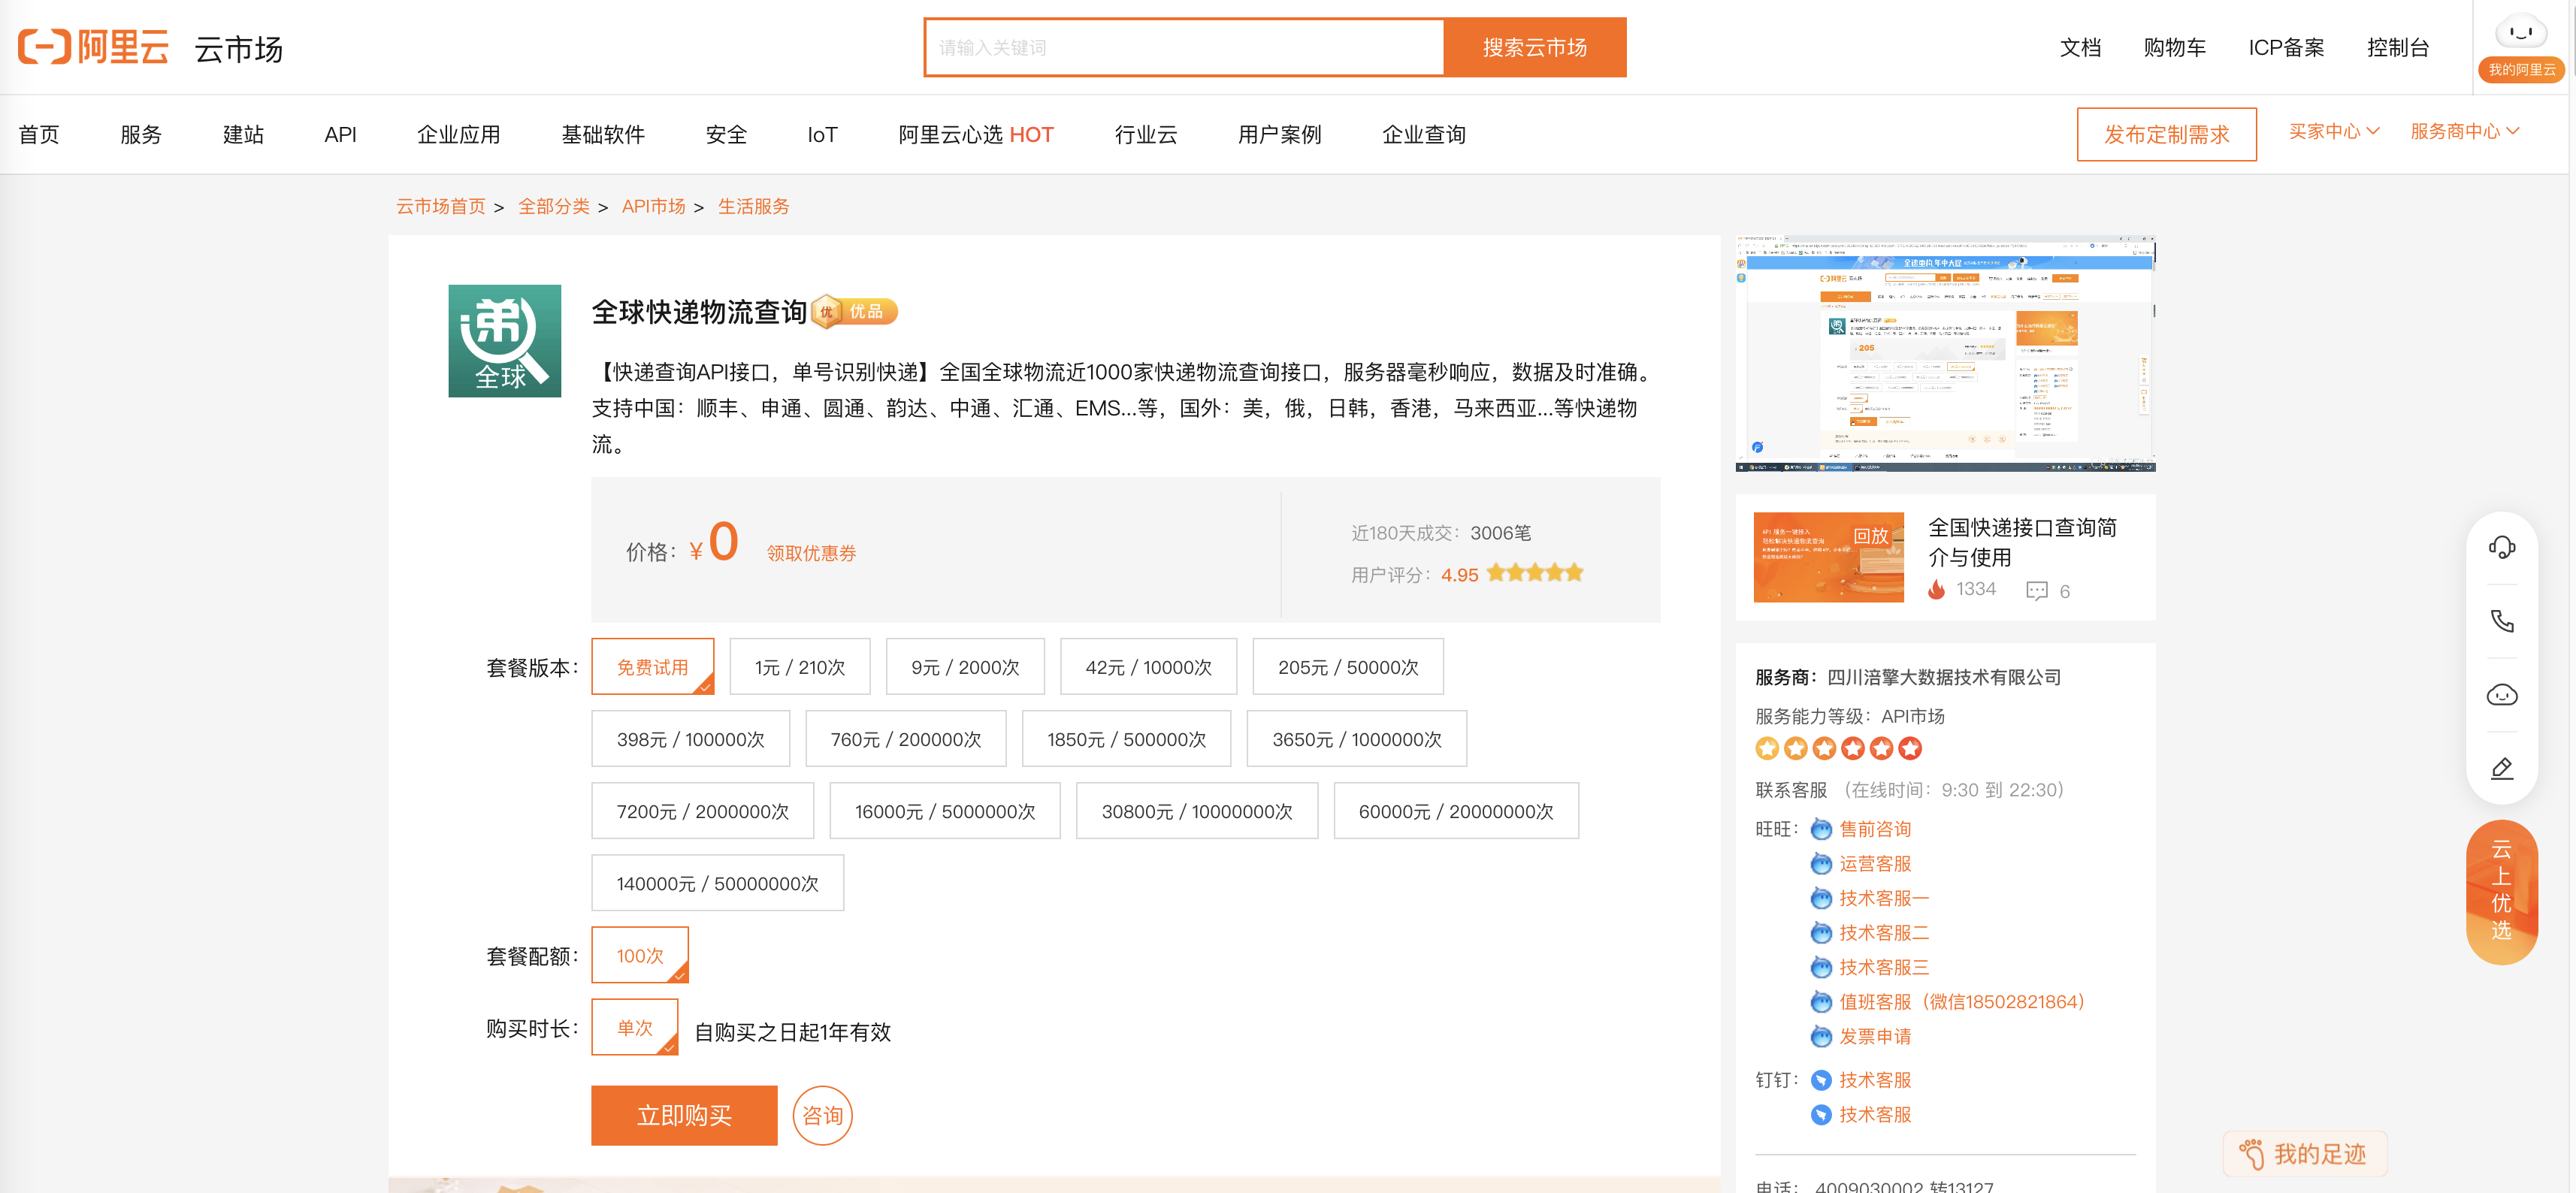 阿里云 云市场
请输入关键词
搜索云市场
文档 购物车 ICP备案 控制台
我的阿里云
首页 服务 建站 API 企业应用 基础软件 安全 IoT 阿里云心选 HOT 行业云 用户案例 企业查询
发布定制需求 买家中心 服务商中心
云市场首页 > 全部分类 > API市场 > 生活服务
递
全球
全球快递物流查询 优 优品
【快递查询API接口，单号识别快递】全国全球物流近1000家快递物流查询接口，服务器毫秒响应，数据及时准确。
支持中国：顺丰、申通、圆通、韵达、中通、汇通、EMS...等，国外：美，俄，日韩，香港，马来西亚...等快递物
流。
价格：¥0 领取优惠券
近180天成交：3006笔
用户评分：4.95
套餐版本：
免费试用 1元 / 210次 9元 / 2000次 42元 / 10000次 205元 / 50000次
398元 / 100000次 760元 / 200000次 1850元 / 500000次 3650元 / 1000000次
7200元 / 2000000次 16000元 / 5000000次 30800元 / 10000000次 60000元 / 20000000次
140000元 / 50000000次
套餐配额：100次
购买时长：单次 自购买之日起1年有效
立即购买 咨询
回放
全国快递接口查询简
介与使用
1334 6
服务商：四川涪擎大数据技术有限公司
服务能力等级：API市场
联系客服 （在线时间：9:30 到 22:30）
旺旺：售前咨询
运营客服
技术客服一
技术客服二
技术客服三
值班客服（微信18502821864）
发票申请
钉钉：技术客服
技术客服
电话：4009030002 转13127
云上优选
我的足迹